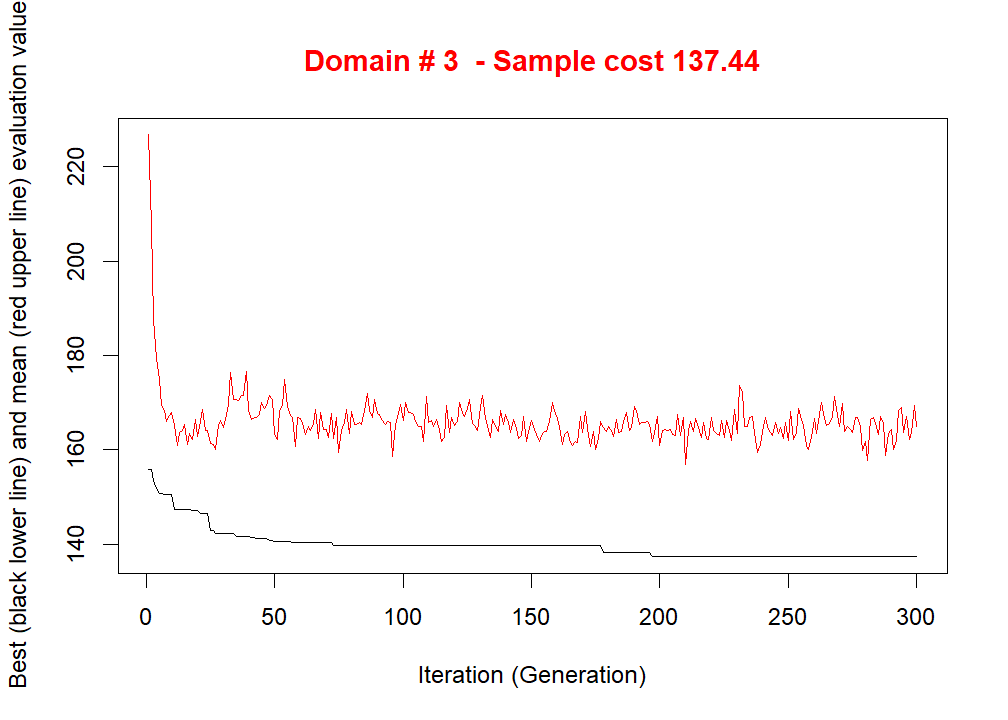 Domain # 3  - Sample cost 137.44
Best (black lower line) and mean (red upper line) evaluation value
220
200
180
160
140
0 50 100 150 200 250 300
Iteration (Generation)